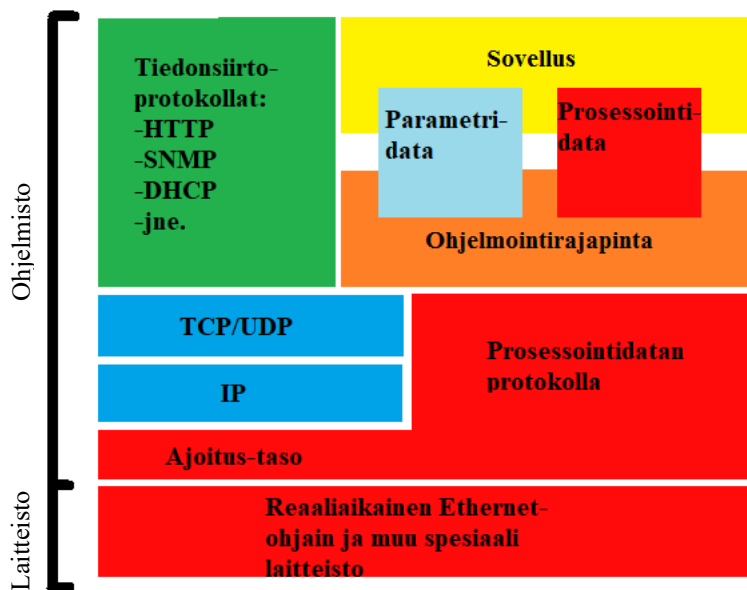 Ohjelmisto
Laitteisto
Tiedonsiirto-
protokollat:
-HTTP
-SNMP
-DHCP
-jne.
Sovellus
Parametri-
data
Prosessointi-
data
Ohjelmointirajapinta
TCP/UDP
IP
Prosessointidatan
protokolla
Ajoitus-taso
Reaaliaikainen Ethernet-
ohjain ja muu spesiaali
laitteisto